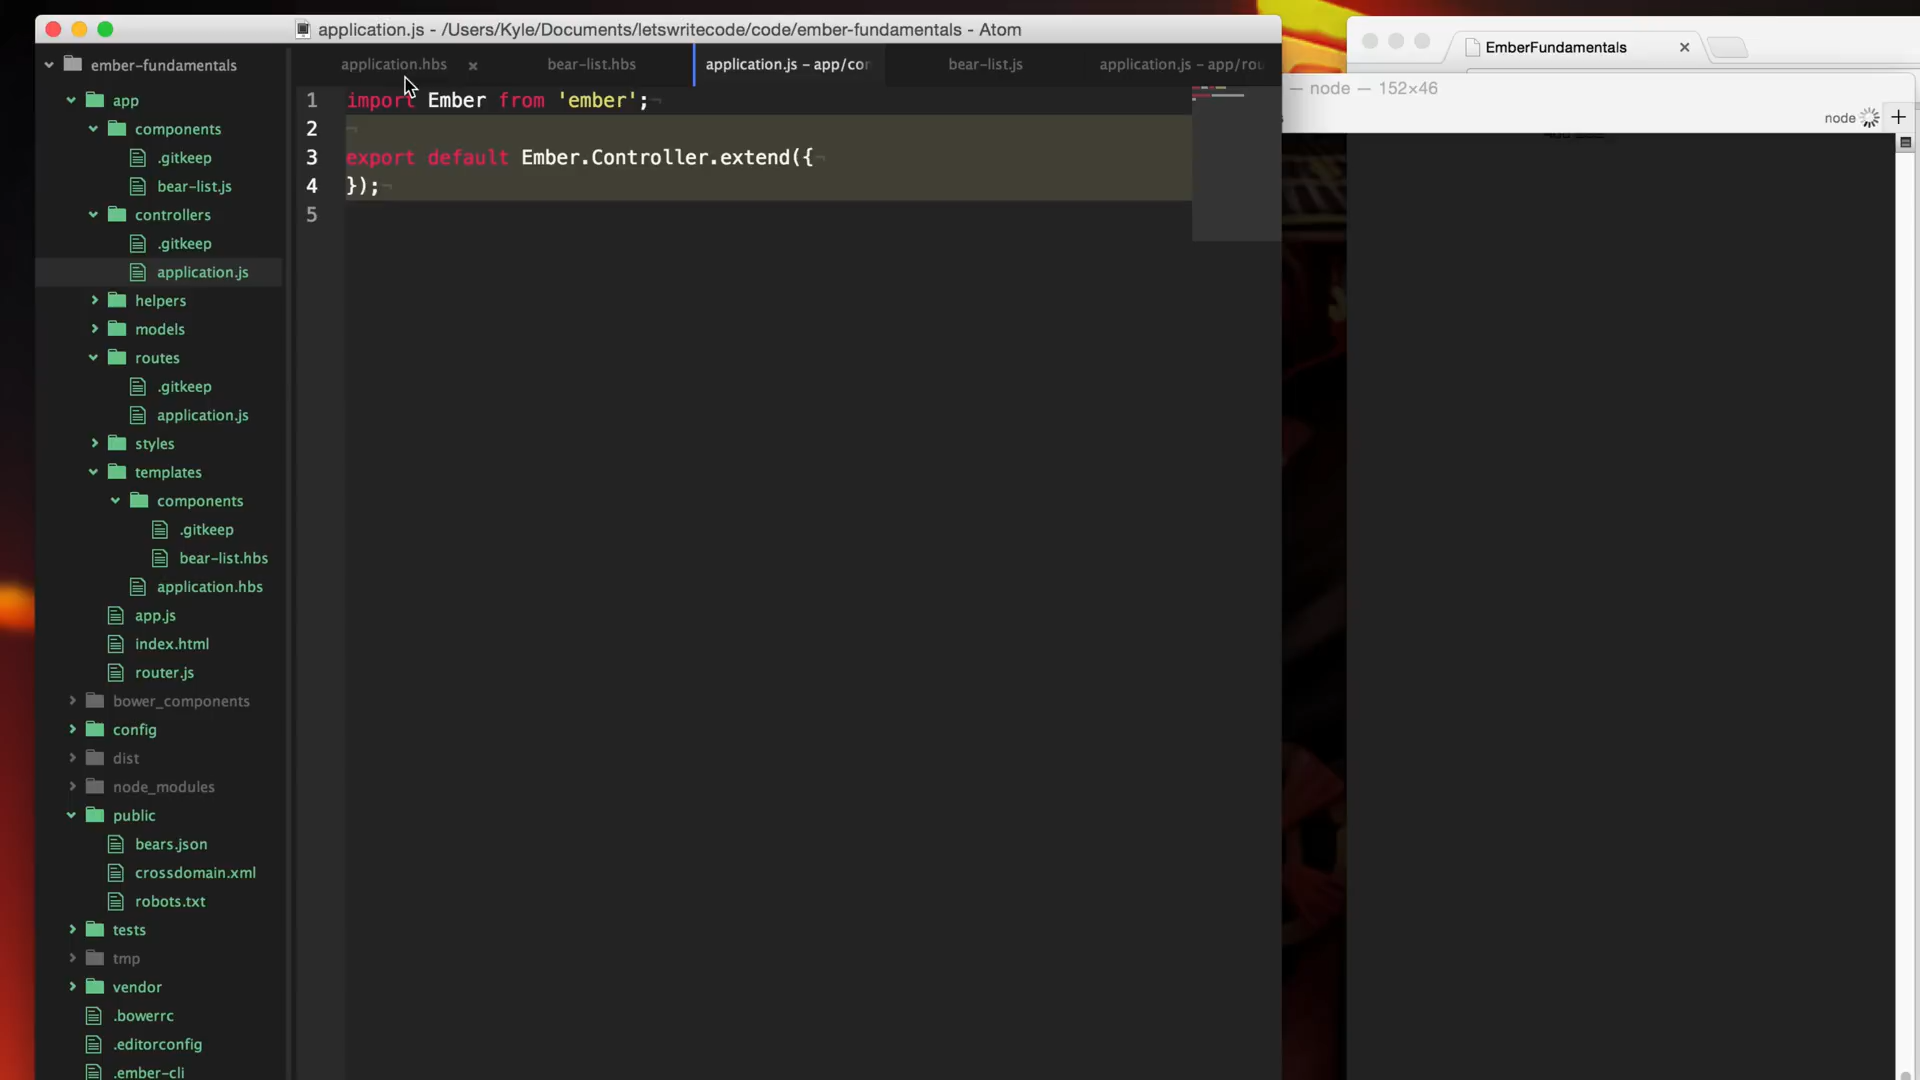 application.js - /Users/Kyle/Documents/letswritecode/code/ember-fundamentals - Atom
ember-fundamentals
app
components
.gitkeep
bear-list.js
controllers
.gitkeep
application.js
helpers
models
routes
.gitkeep
application.js
styles
templates
components
.gitkeep
bear-list.hbs
application.hbs
app.js
index.html
router.js
bower_components
config
dist
node_modules
public
bears.json
crossdomain.xml
robots.txt
tests
tmp
vendor
.bowerrc
.editorconfig
.ember-cli
application.hbs
bear-list.hbs
application.js – app/co
bear-list.js
application.js – app/rou
1 import Ember from 'ember';
2
3 export default Ember.Controller.extend({
4 });
5
EmberFundamentals
— node — 152×46
node